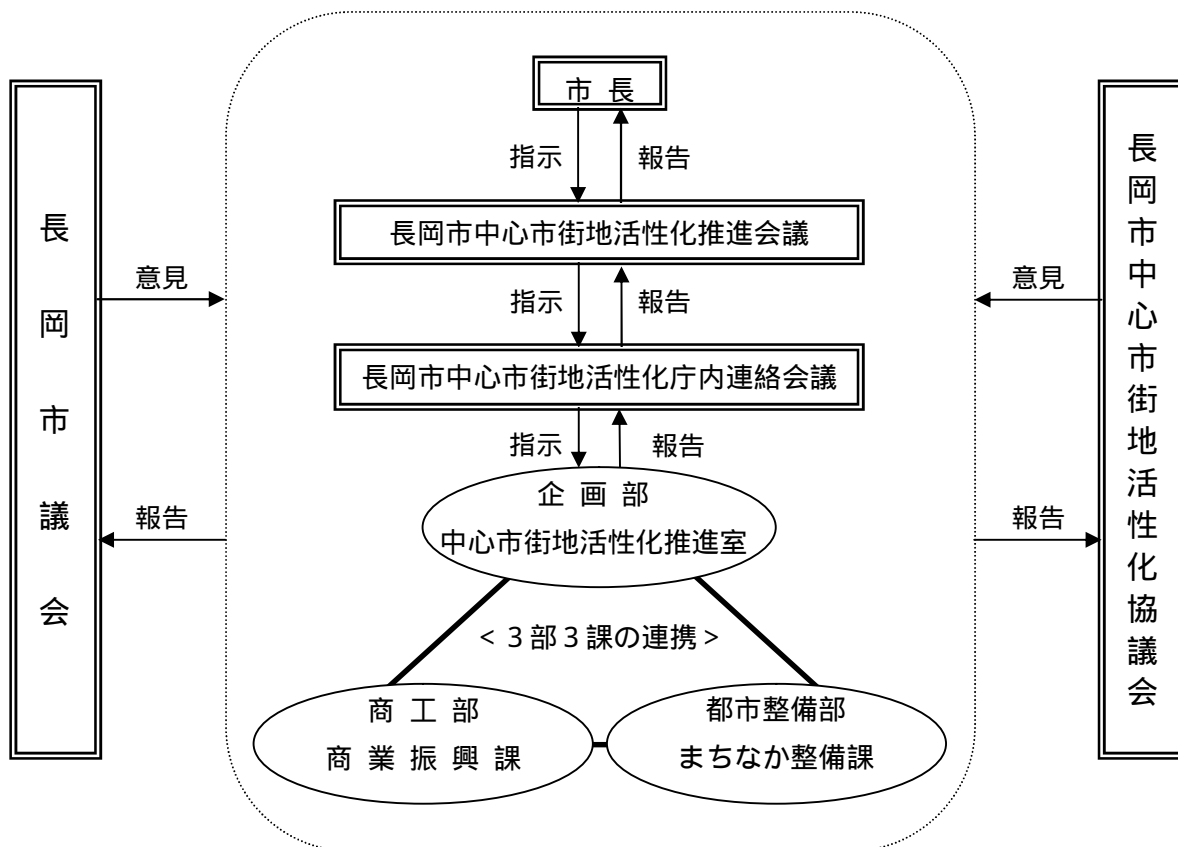 市 長
指示
報告
長岡市中心市街地活性化推進会議
指示
報告
長岡市中心市街地活性化庁内連絡会議
指示
報告
企 画 部
中心市街地活性化推進室
< 3部3課の連携 >
商 工 部
商 業 振 興 課
都市整備部
まちなか整備課
長岡市議会
意見
報告
意見
報告
長岡市中心市街地活性化協議会